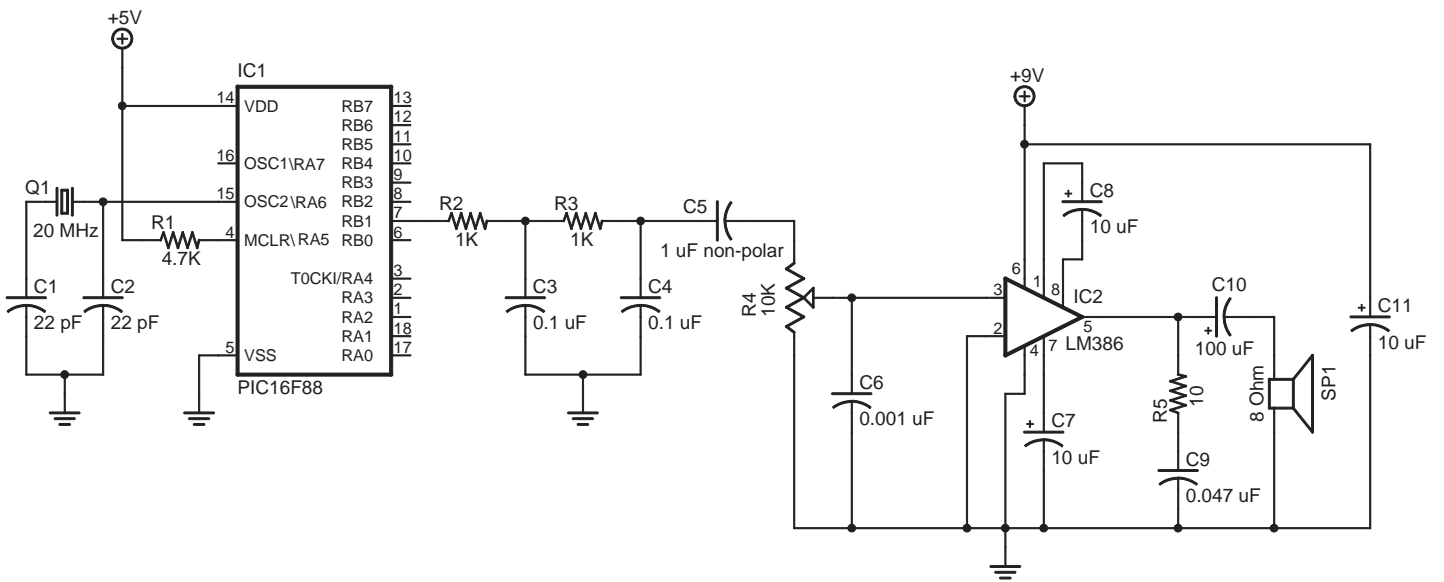 +5V
IC1
14
VDD
16
OSC1\RA7
15
OSC2\RA6
4
MCLR\RA5
5
VSS
RB7
13
RB6
12
RB5
11
RB4
10
RB3
9
RB2
8
RB1
7
RB0
6
T0CKI/RA4
3
RA3
2
RA2
1
RA1
18
RA0
17
PIC16F88
Q1
20 MHz
R1
4.7K
C1
22 pF
C2
22 pF
R2
1K
R3
1K
C3
0.1 uF
C4
0.1 uF
C5
1 uF non-polar
R4
10K
C6
0.001 uF
+9V
6
1
8
3
2
4
7
5
IC2
LM386
+
C8
10 uF
+
C7
10 uF
C10
+
100 uF
R5
10
C9
0.047 uF
8 Ohm
SP1
+
C11
10 uF